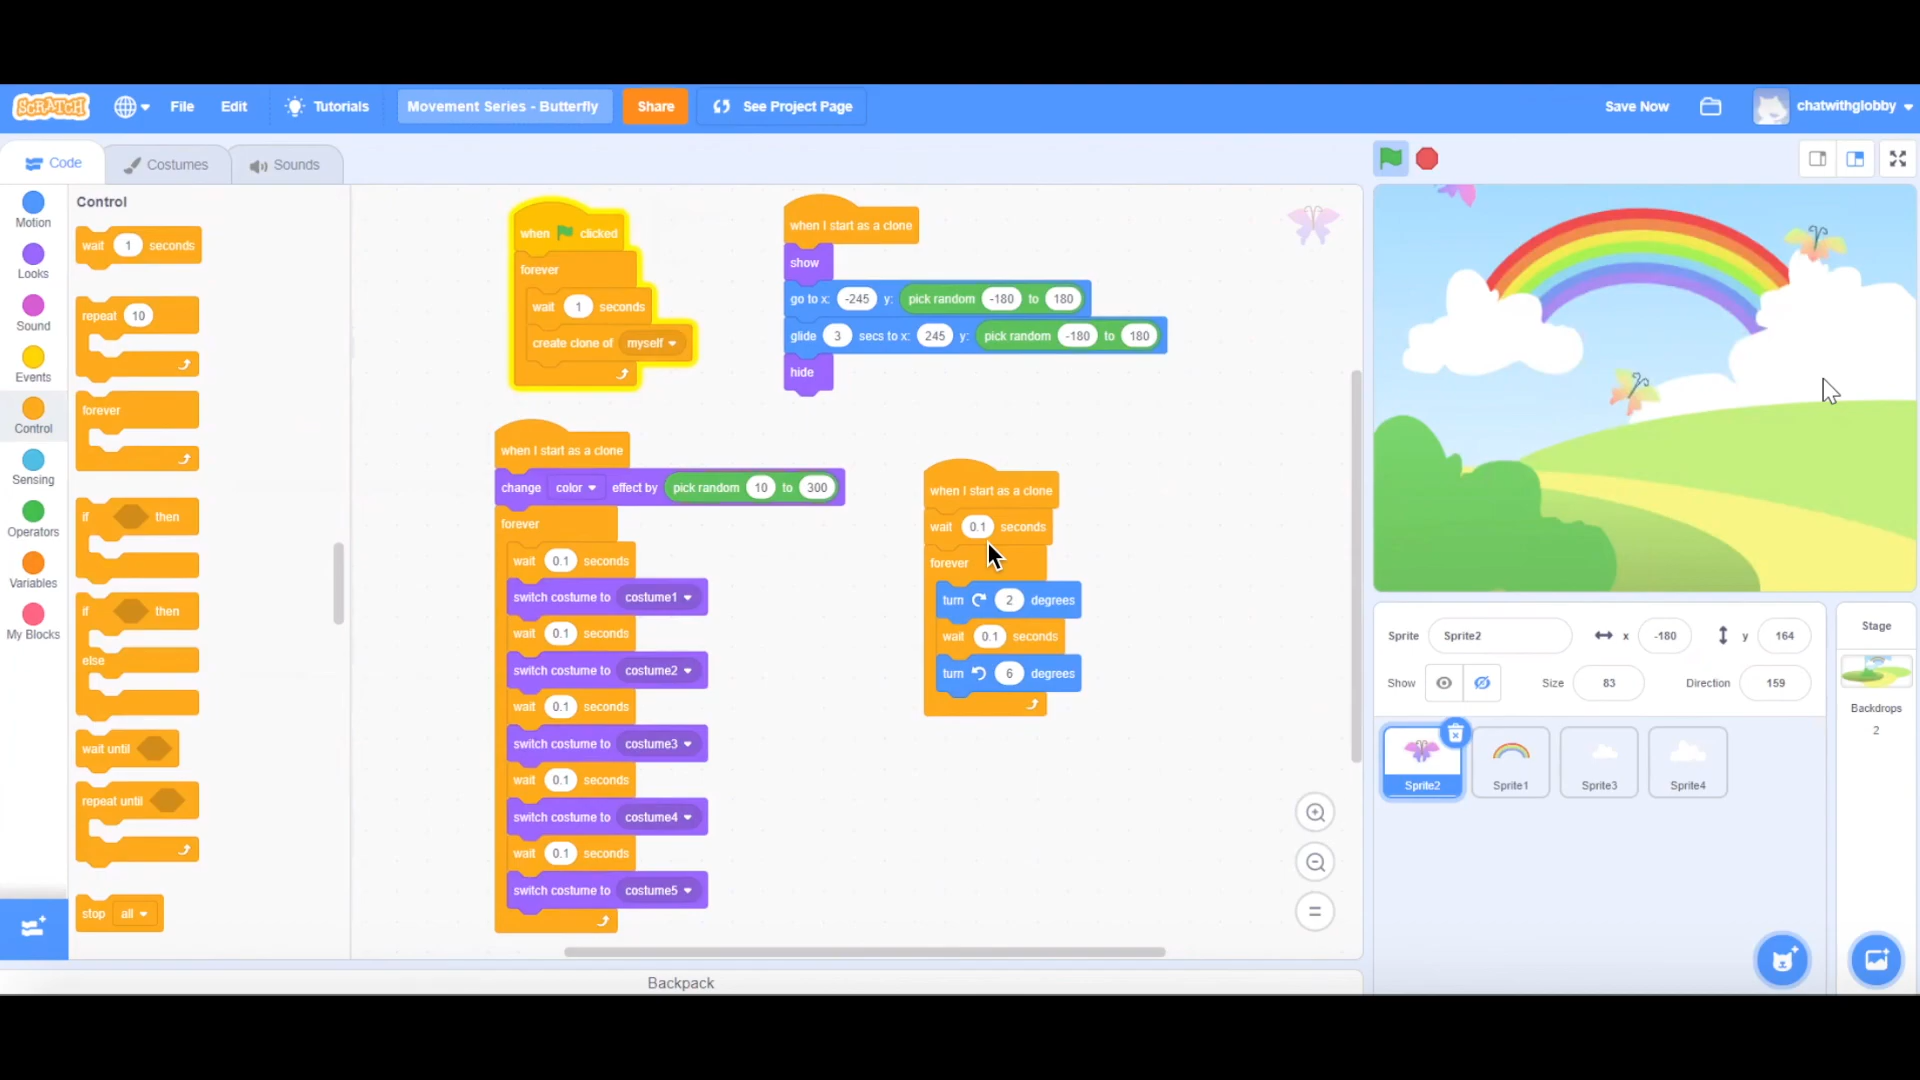 SCRATCH File Edit Tutorials Movement Series - Butterfly Share See Project Page Save Now chatwithglobby
Code Costumes Sounds
Motion
Looks
Sound
Events
Control
Sensing
Operators
Variables
My Blocks
Control
wait 1 seconds
repeat 10
forever
if then
if then
else
wait until
repeat until
stop all
when clicked
forever
wait 1 seconds
create clone of myself
when I start as a clone
show
go to x: -245 y: pick random -180 to 180
glide 3 secs to x: 245 y: pick random -180 to 180
hide
when I start as a clone
change color effect by pick random 10 to 300
forever
wait 0.1 seconds
switch costume to costume1
wait 0.1 seconds
switch costume to costume2
wait 0.1 seconds
switch costume to costume3
wait 0.1 seconds
switch costume to costume4
wait 0.1 seconds
switch costume to costume5
when I start as a clone
wait 0.1 seconds
forever
turn 2 degrees
wait 0.1 seconds
turn 6 degrees
Backpack
Sprite Sprite2 x -180 y 164
Show Size 83 Direction 159
Sprite2 Sprite1 Sprite3 Sprite4
Stage
Backdrops
2